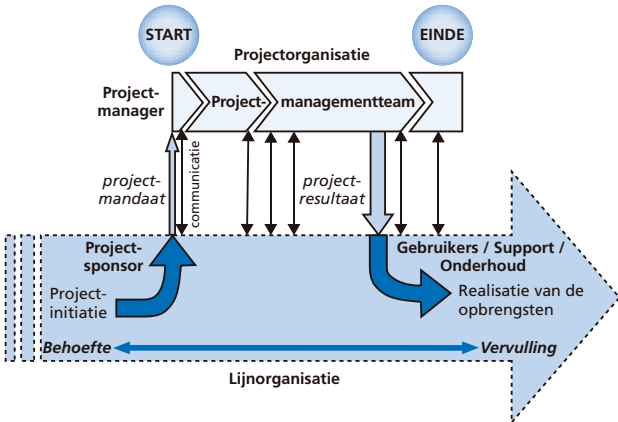 START
EINDE
Projectorganisatie
Project-
manager
Project-
managementteam
communicatie
project-
mandaat
project-
resultaat
Project-
sponsor
Gebruikers / Support /
Onderhoud
Project-
initiatie
Realisatie van de
opbrengsten
Behoefte
Vervulling
Lijnorganisatie